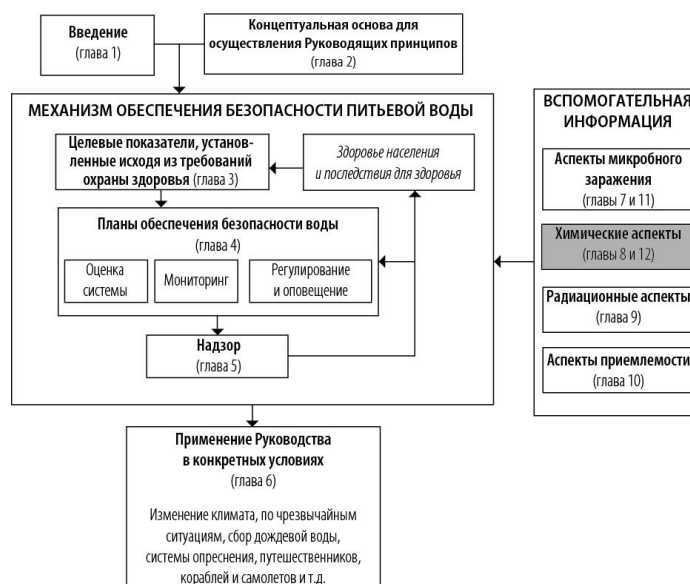 Введение
(глава 1)
Концептуальная основа для
осуществления Руководящих принципов
(глава 2)
МЕХАНИЗМ ОБЕСПЕЧЕНИЯ БЕЗОПАСНОСТИ ПИТЬЕВОЙ ВОДЫ
Целевые показатели, установ-
ленные исходя из требований
охраны здоровья (глава 3)
Здоровье населения
и последствия для здоровья
Планы обеспечения безопасности воды
(глава 4)
Оценка
системы
Мониторинг
Регулирование
и оповещение
Надзор
(глава 5)
ВСПОМОГАТЕЛЬНАЯ
ИНФОРМАЦИЯ
Аспекты микробного
заражения
(главы 7 и 11)
Химические аспекты
(главы 8 и 12)
Радиационные аспекты
(глава 9)
Аспекты приемлемости
(глава 10)
Применение Руководства
в конкретных условиях
(глава 6)
Изменение климата, по чрезвычайным
ситуациям, сбор дождевой воды,
системы опреснения, путешественников,
кораблей и самолетов и т.д.